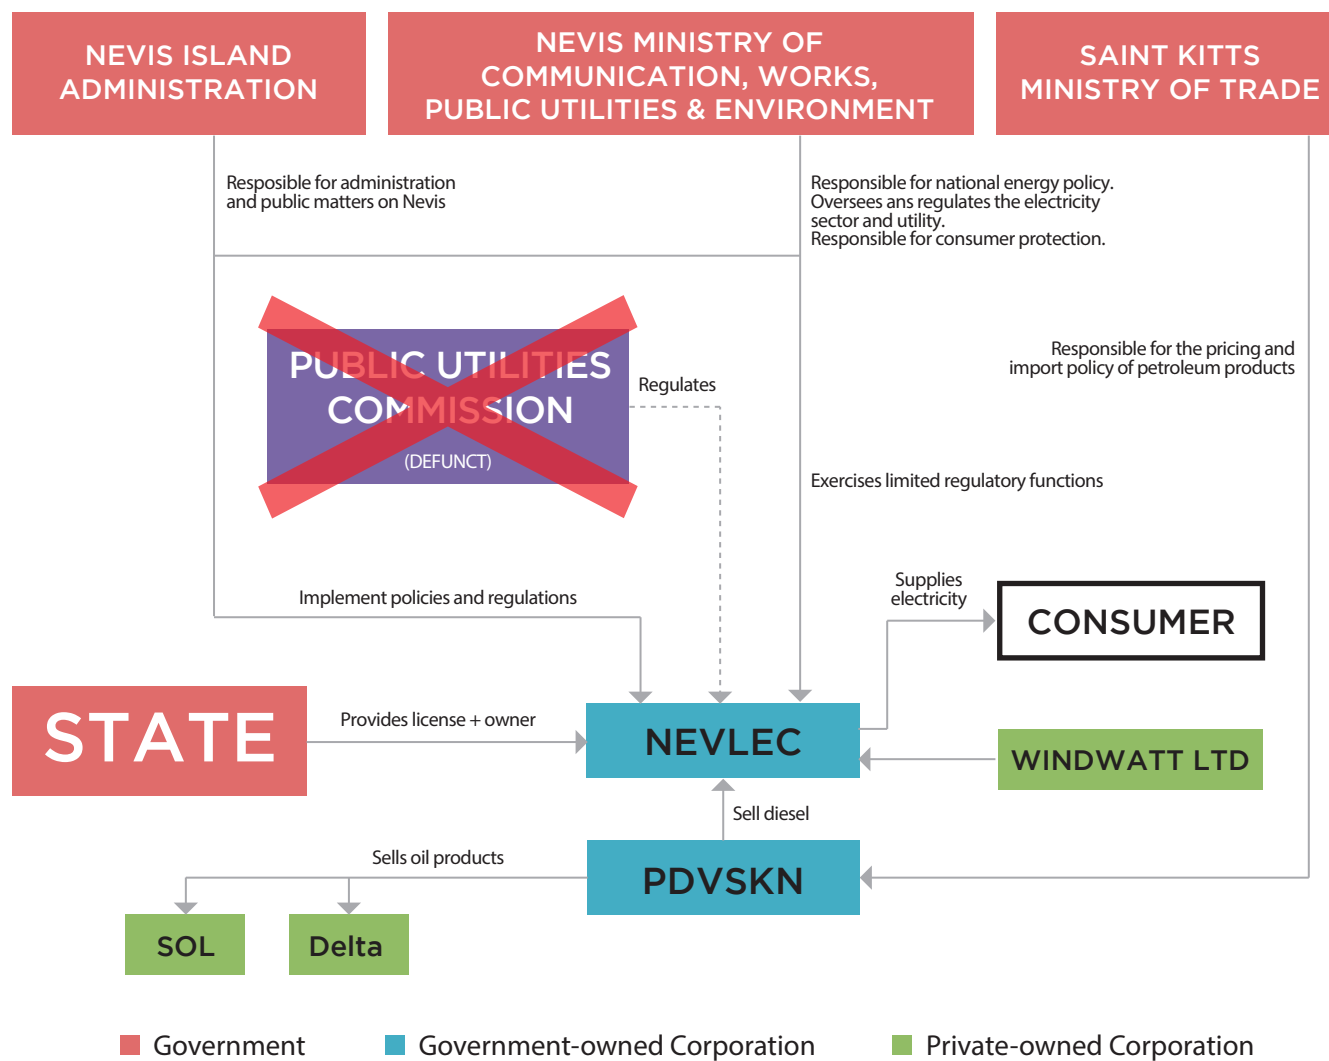 NEVIS ISLAND
ADMINISTRATION
NEVIS MINISTRY OF
COMMUNICATION, WORKS,
PUBLIC UTILITIES & ENVIRONMENT
SAINT KITTS
MINISTRY OF TRADE
Resposible for administration
and public matters on Nevis
Responsible for national energy policy.
Oversees ans regulates the electricity
sector and utility.
Responsible for consumer protection.
PUBLIC UTILITIES
COMMISSION
(DEFUNCT)
Regulates
Responsible for the pricing and
import policy of petroleum products
Exercises limited regulatory functions
Implement policies and regulations
Supplies
electricity
CONSUMER
STATE
Provides license + owner
NEVLEC
WINDWATT LTD
Sell diesel
Sells oil products
PDVSKN
SOL
Delta
Government
Government-owned Corporation
Private-owned Corporation